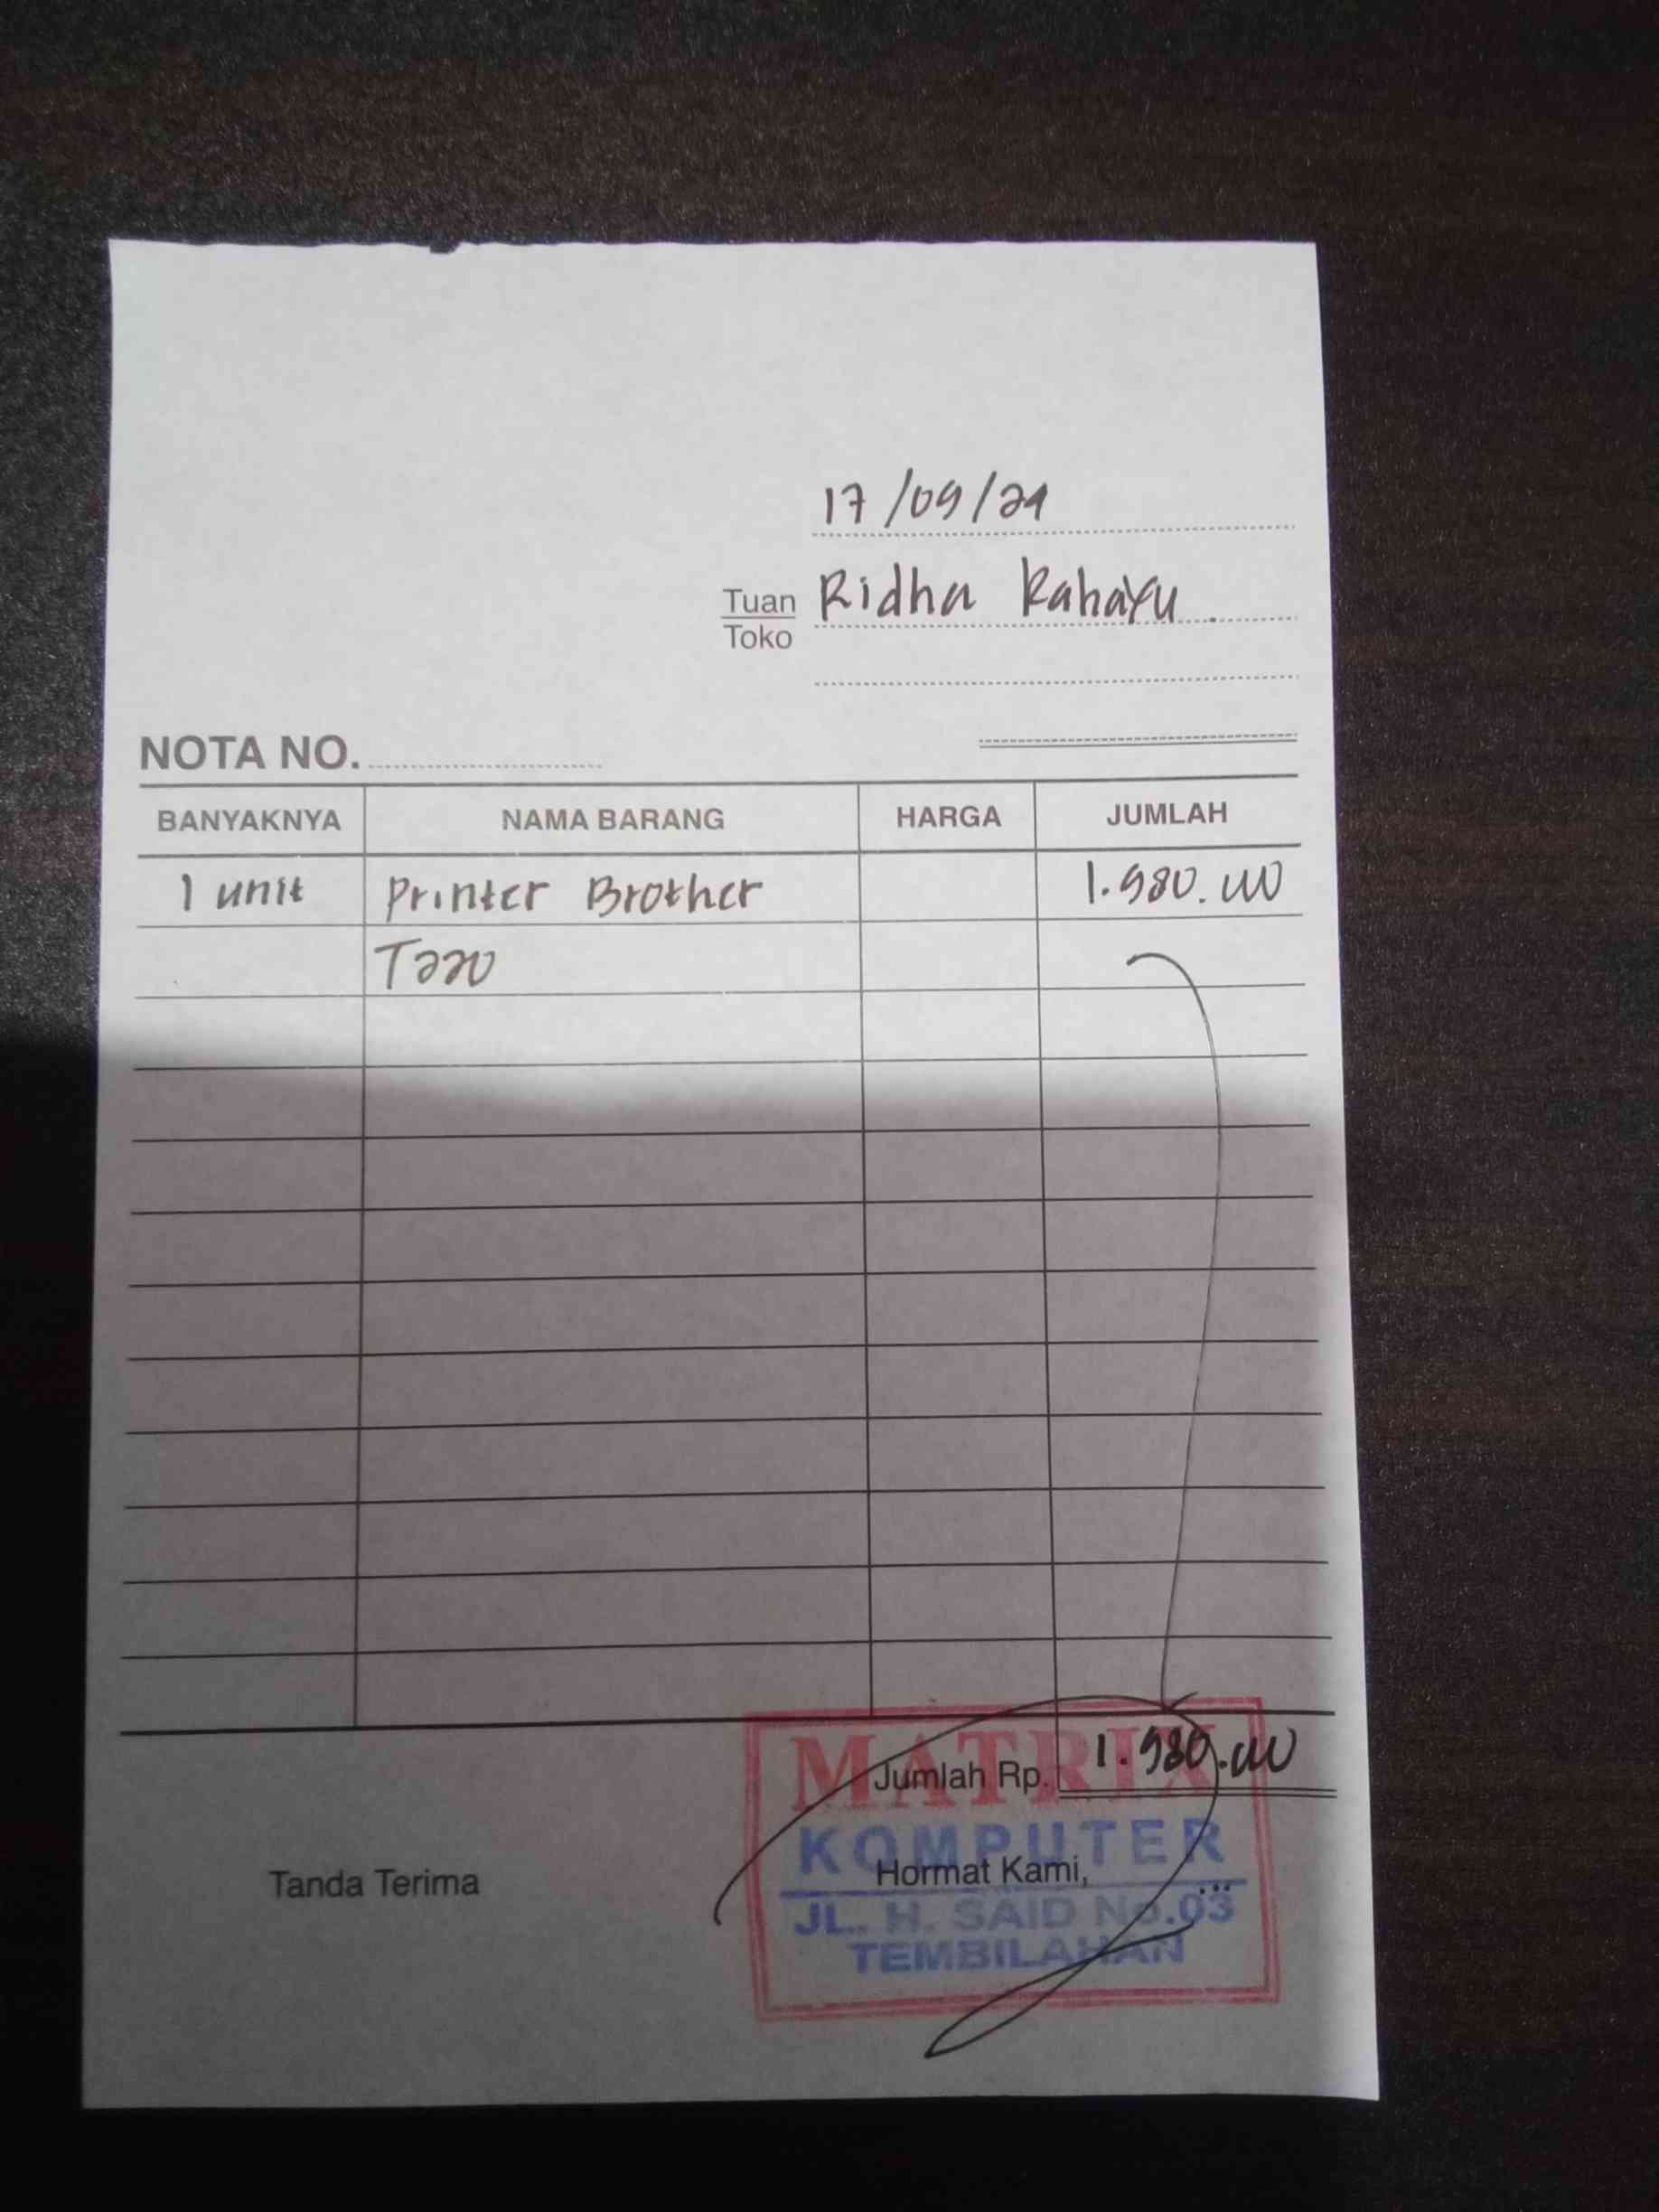 17/09/24
Tuan Ridha Rahayu
Toko
NOTA NO.
BANYAKNYA NAMA BARANG HARGA JUMLAH
1 unit Printer Brother 1.980.000
T220
MATRIX
Jumlah Rp. 1.980.000
KOMPUTER
Tanda Terima Hormat Kami,
JL. H. SAID No.03
TEMBILAHAN